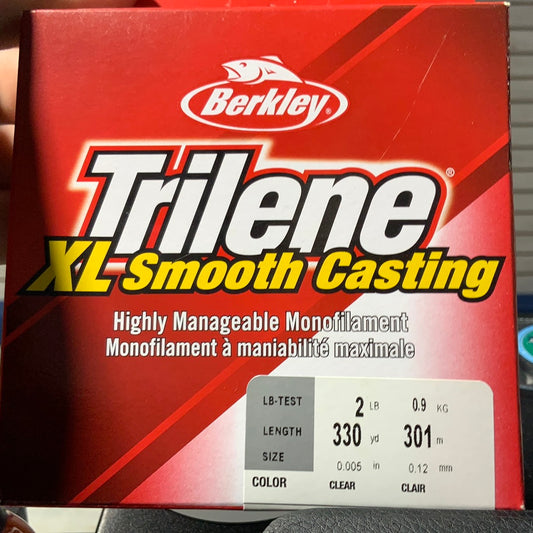 Berkley®
Trilene®
XL Smooth Casting
Highly Manageable Monofilament
Monofilament à maniabilité maximale
LB-TEST 2 LB 0.9 KG
LENGTH 330 yd 301 m
SIZE 0.005 in 0.12 mm
COLOR CLEAR CLAIR